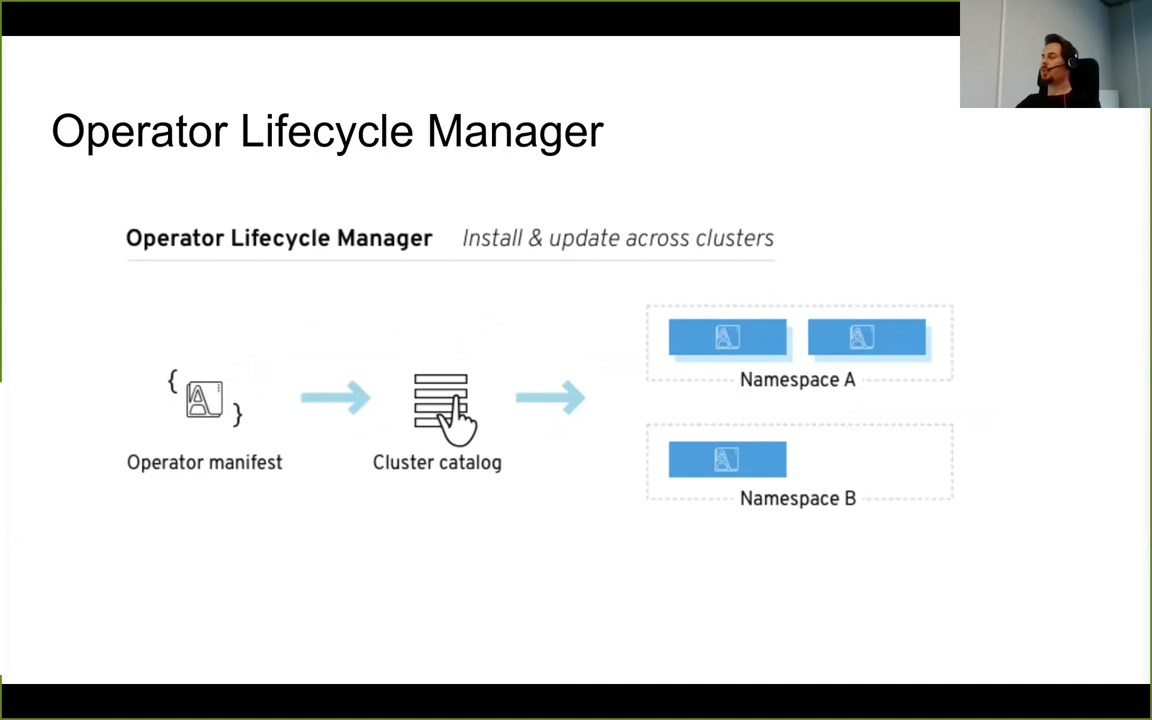 Operator Lifecycle Manager
Operator Lifecycle Manager Install & update across clusters
Namespace A
Operator manifest
Cluster catalog
Namespace B